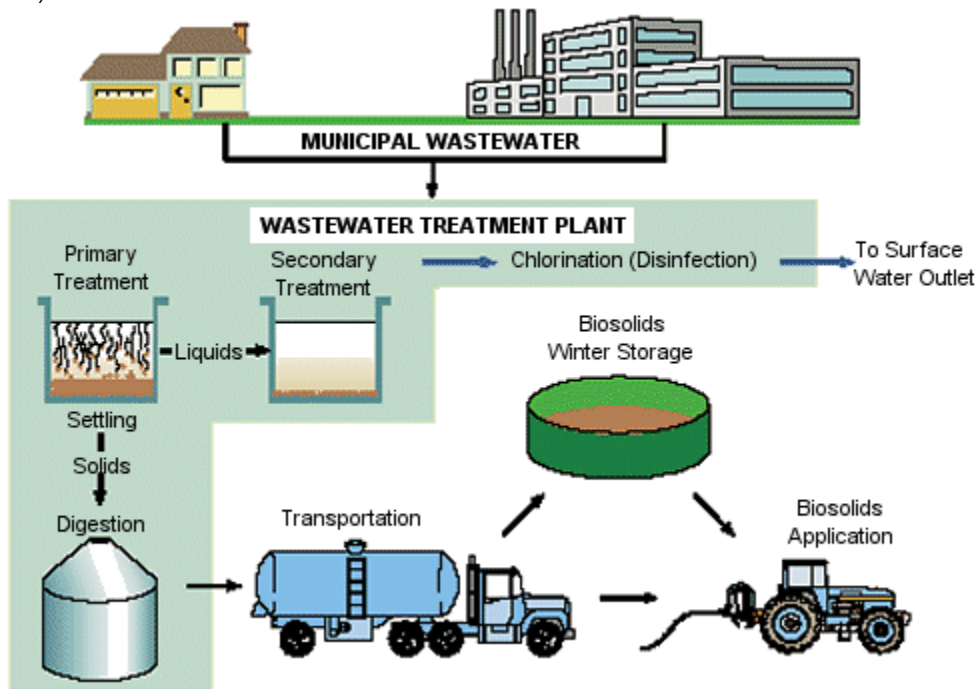 MUNICIPAL WASTEWATER
WASTEWATER TREATMENT PLANT
Primary
Treatment
Secondary
Treatment
Chlorination (Disinfection)
To Surface
Water Outlet
Liquids
Biosolids
Winter Storage
Settling
Solids
Digestion
Transportation
Biosolids
Application